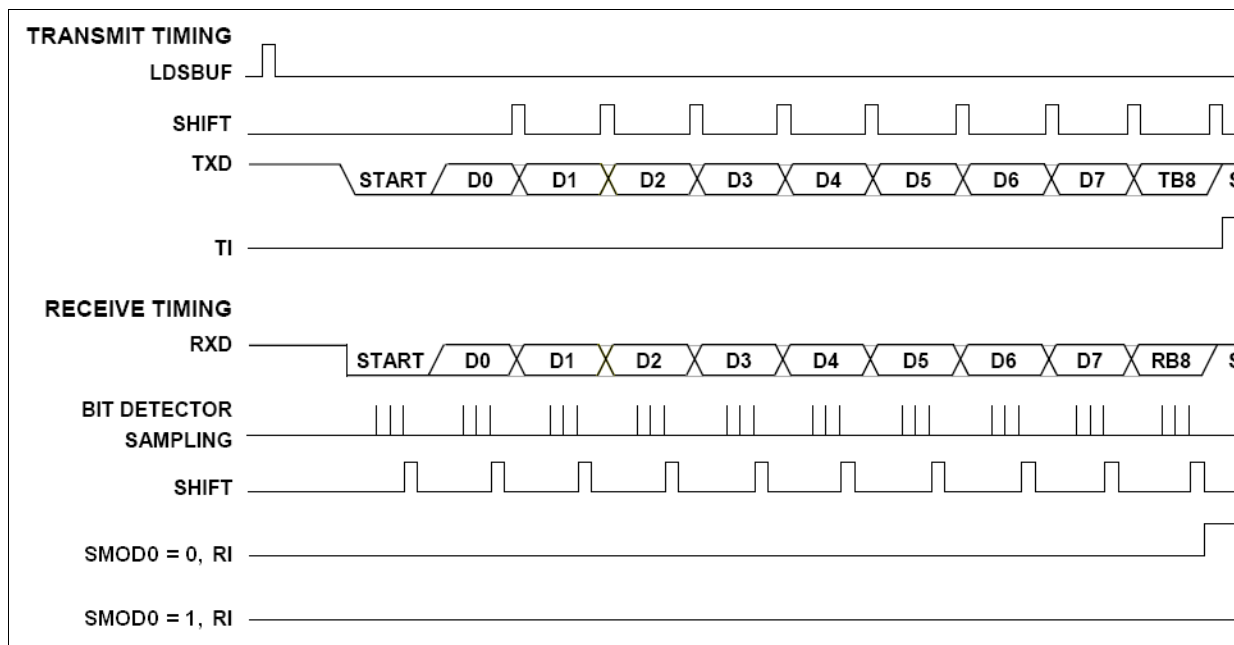 TRANSMIT TIMING
LDSBUF
SHIFT
TXD START D0 D1 D2 D3 D4 D5 D6 D7 TB8 S
TI
RECEIVE TIMING
RXD START D0 D1 D2 D3 D4 D5 D6 D7 RB8 S
BIT DETECTOR
SAMPLING
SHIFT
SMOD0 = 0, RI
SMOD0 = 1, RI